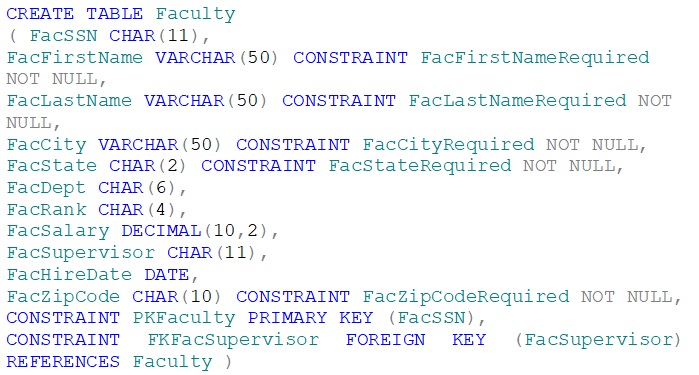 CREATE TABLE Faculty
( FacSSN CHAR(11),
FacFirstName VARCHAR(50) CONSTRAINT FacFirstNameRequired
NOT NULL,
FacLastName VARCHAR(50) CONSTRAINT FacLastNameRequired NOT
NULL,
FacCity VARCHAR(50) CONSTRAINT FacCityRequired NOT NULL,
FacState CHAR(2) CONSTRAINT FacStateRequired NOT NULL,
FacDept CHAR(6),
FacRank CHAR(4),
FacSalary DECIMAL(10,2),
FacSupervisor CHAR(11),
FacHireDate DATE,
FacZipCode CHAR(10) CONSTRAINT FacZipCodeRequired NOT NULL,
CONSTRAINT PKFaculty PRIMARY KEY (FacSSN),
CONSTRAINT FKFacSupervisor FOREIGN KEY (FacSupervisor)
REFERENCES Faculty )